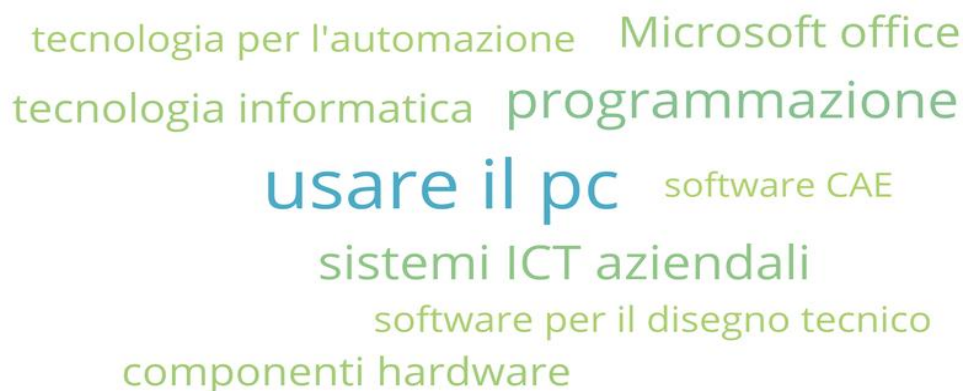 tecnologia per l'automazione Microsoft office
tecnologia informatica programmazione
usare il pc software CAE
sistemi ICT aziendali
software per il disegno tecnico
componenti hardware